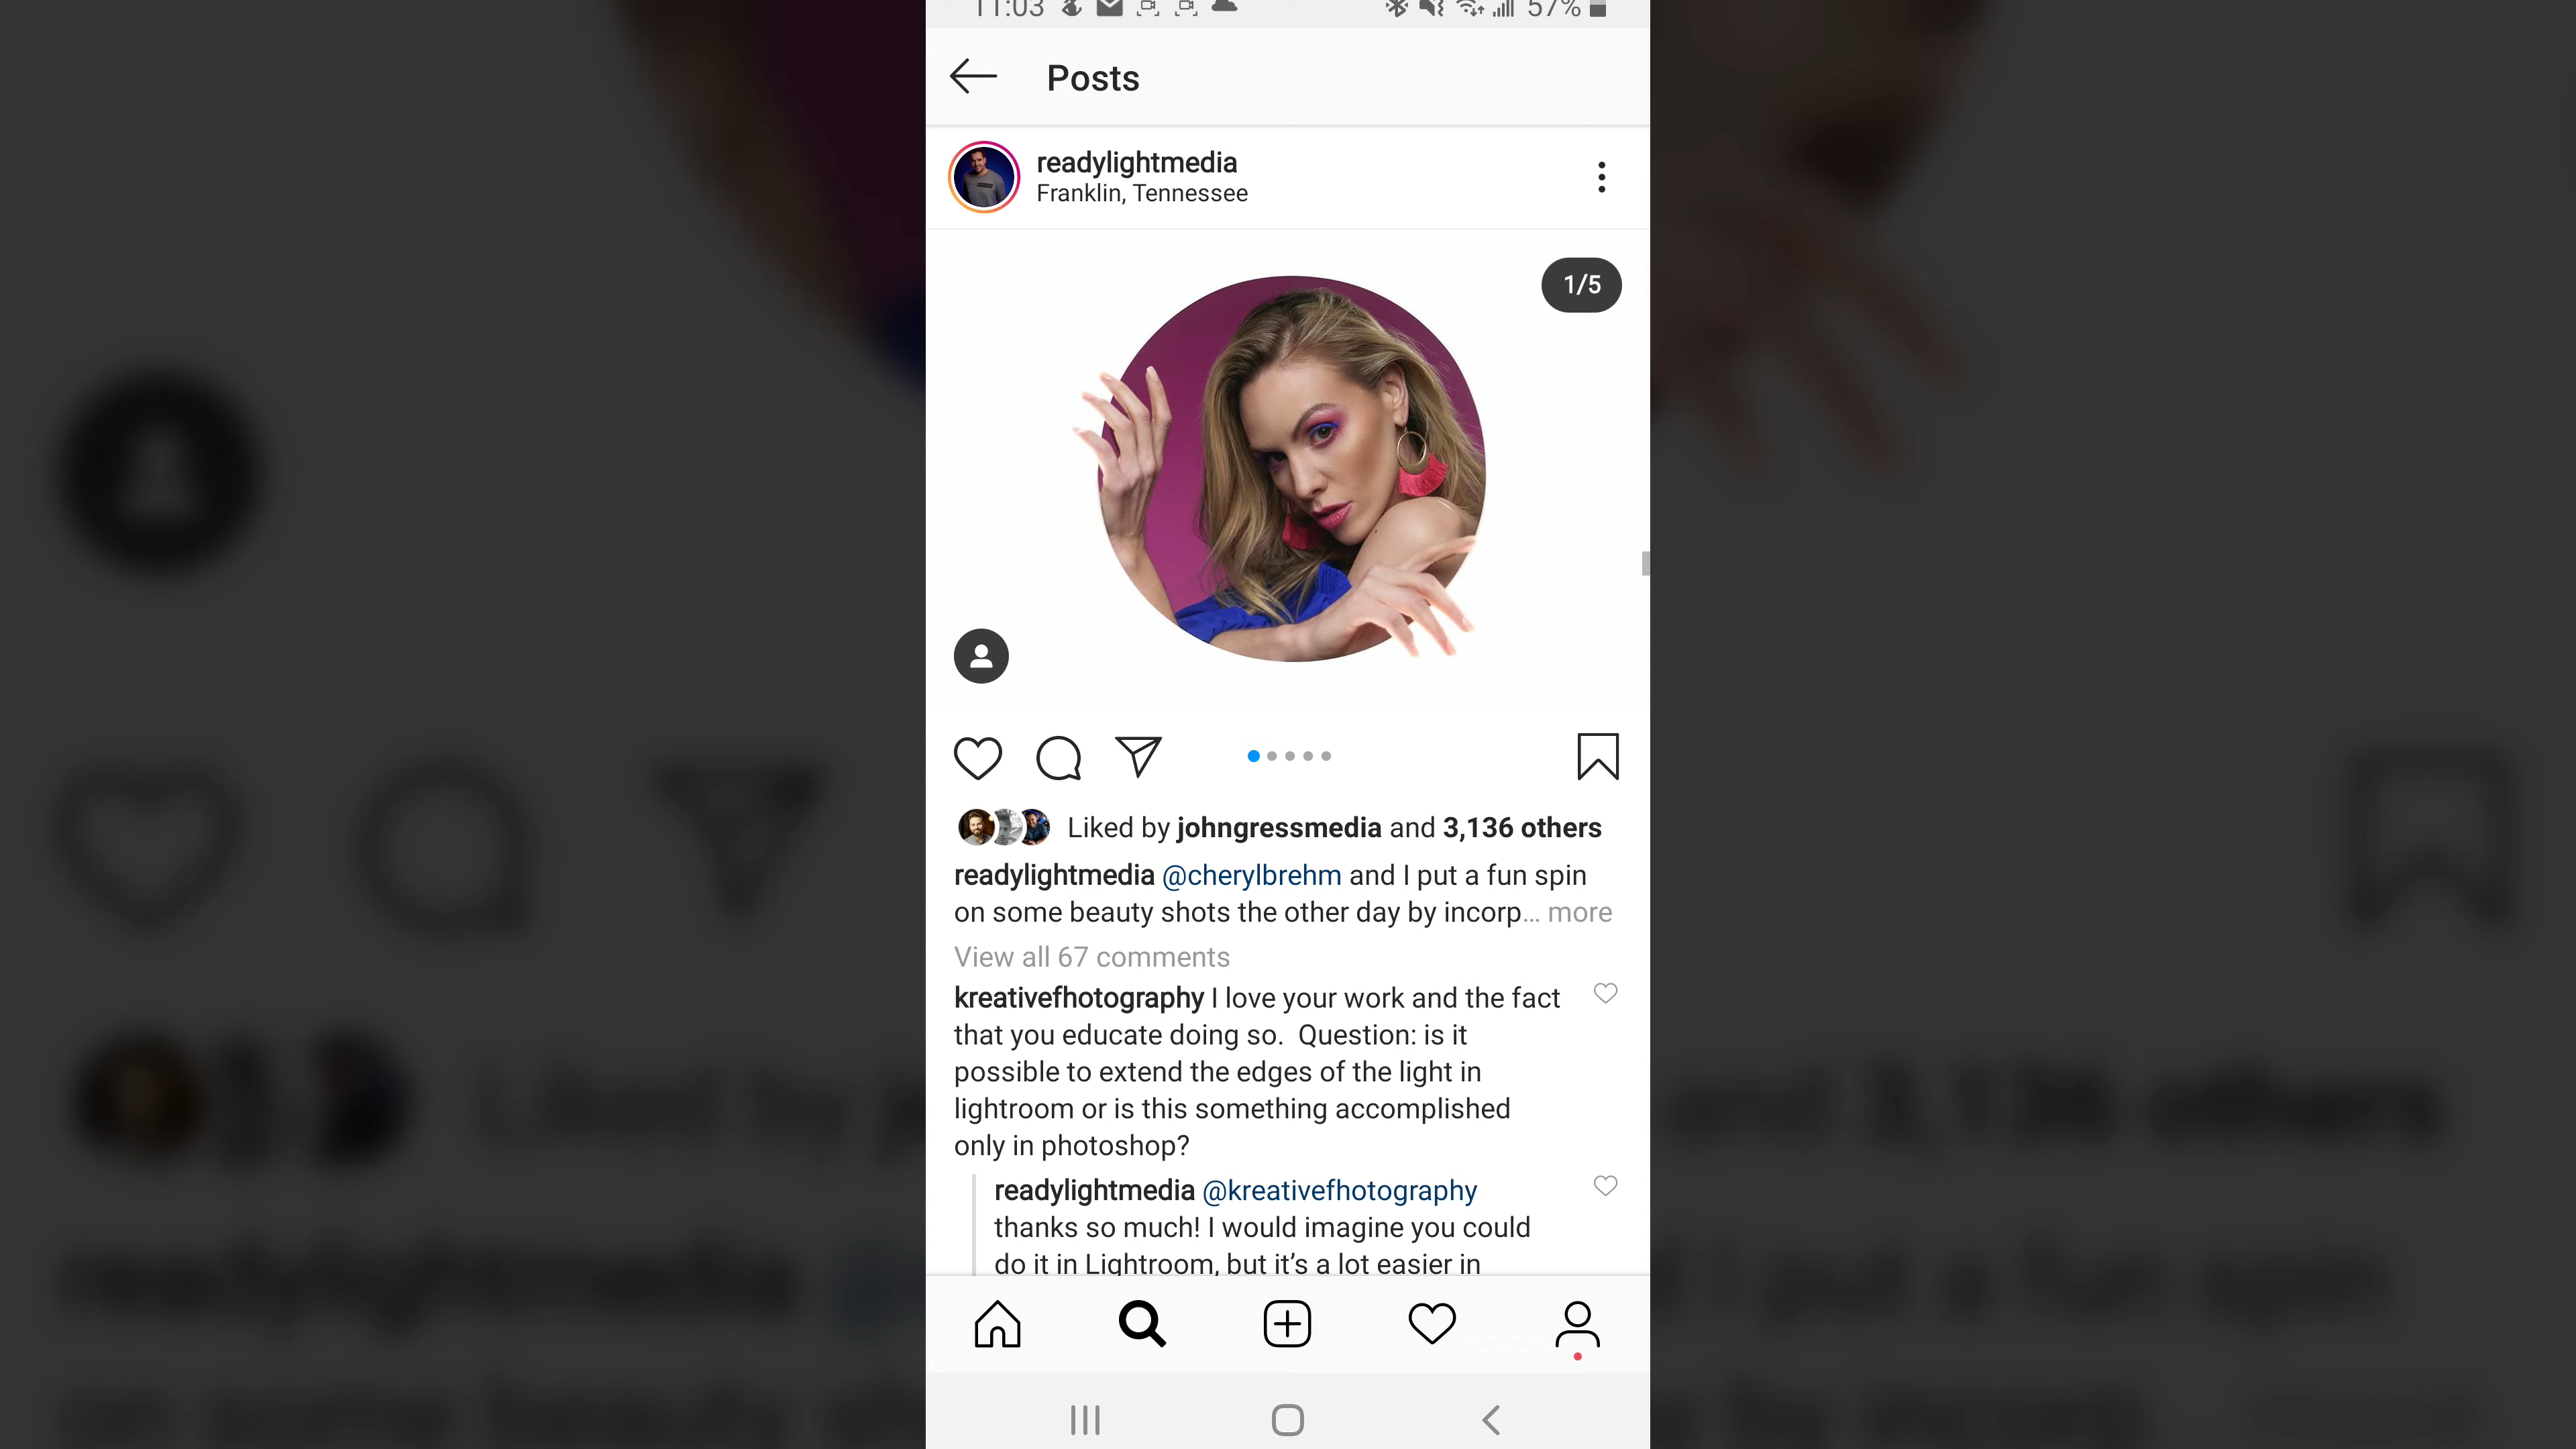 11:03 57%
Posts
readylightmedia
Franklin, Tennessee
1/5
Liked by johngressmedia and 3,136 others
readylightmedia @cherylbrehm and I put a fun spin
on some beauty shots the other day by incorp… more
View all 67 comments
kreativefhotography I love your work and the fact
that you educate doing so. Question: is it
possible to extend the edges of the light in
lightroom or is this something accomplished
only in photoshop?
readylightmedia @kreativefhotography
thanks so much! I would imagine you could
do it in Lightroom, but it's a lot easier in